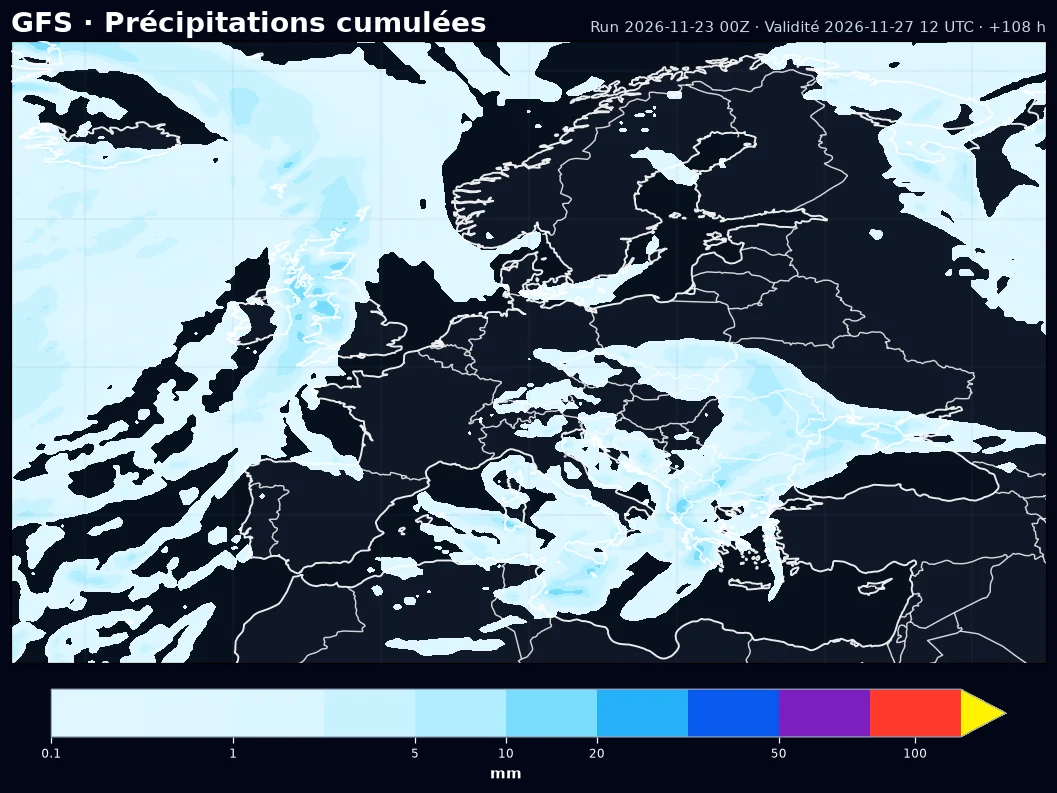 GFS · Précipitations cumulées
Run 2026-11-23 00Z · Validité 2026-11-27 12 UTC · +108 h
0.1 1 5 10 20 50 100
mm